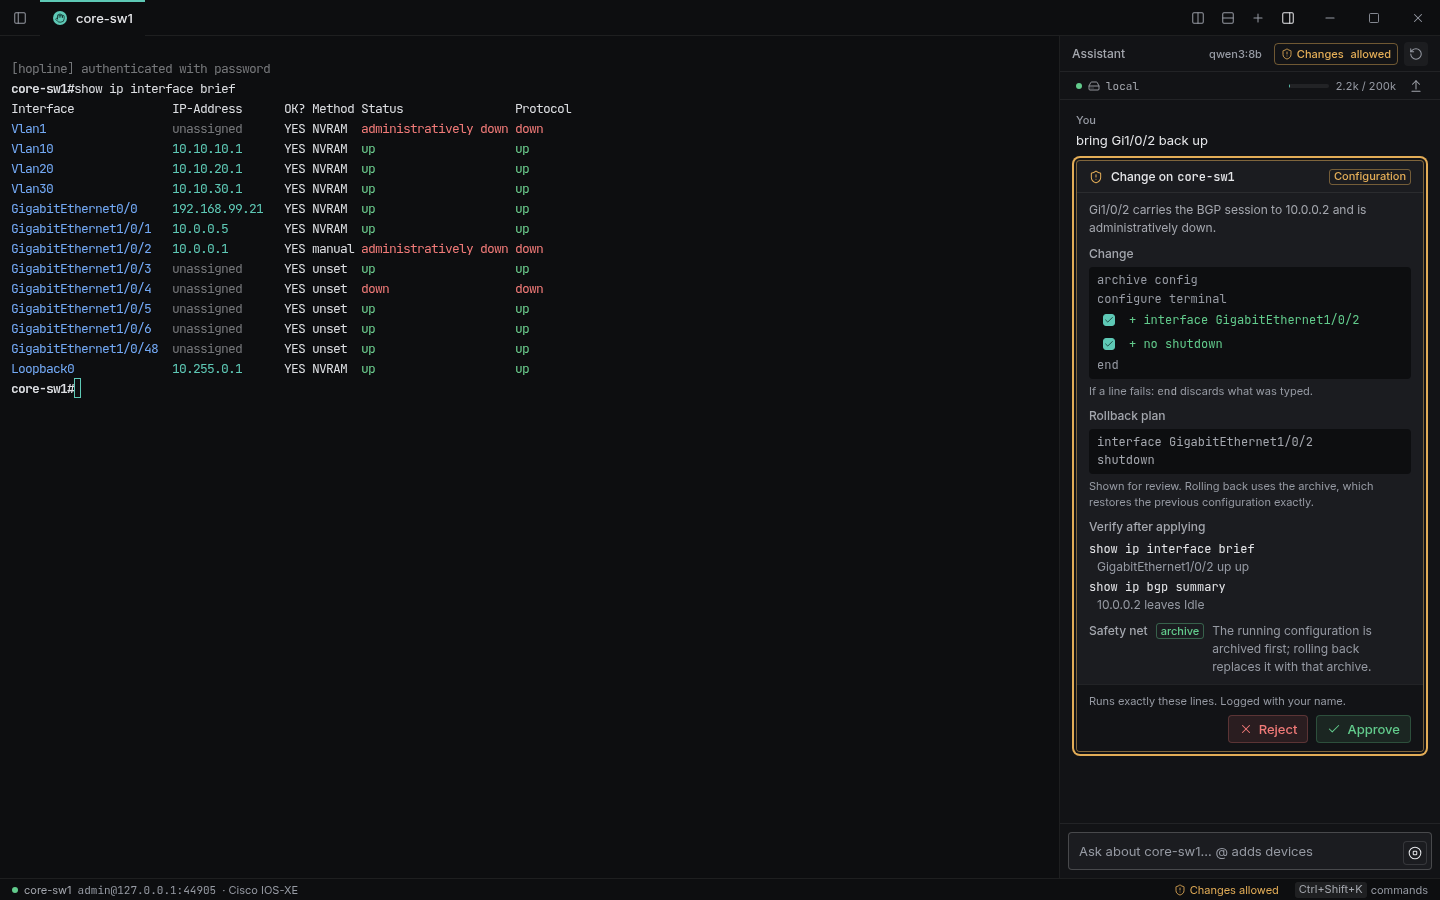 core-sw1
[hopline] authenticated with password
core-sw1#show ip interface brief
Interface IP-Address OK? Method Status Protocol
Vlan1 unassigned YES NVRAM administratively down down
Vlan10 10.10.10.1 YES NVRAM up up
Vlan20 10.10.20.1 YES NVRAM up up
Vlan30 10.10.30.1 YES NVRAM up up
GigabitEthernet0/0 192.168.99.21 YES NVRAM up up
GigabitEthernet1/0/1 10.0.0.5 YES NVRAM up up
GigabitEthernet1/0/2 10.0.0.1 YES manual administratively down down
GigabitEthernet1/0/3 unassigned YES unset up up
GigabitEthernet1/0/4 unassigned YES unset down down
GigabitEthernet1/0/5 unassigned YES unset up up
GigabitEthernet1/0/6 unassigned YES unset up up
GigabitEthernet1/0/48 unassigned YES unset up up
Loopback0 10.255.0.1 YES NVRAM up up
core-sw1#
Assistant qwen3:8b Changes allowed
local 2.2k / 200k
You
bring Gi1/0/2 back up
Change on core-sw1 Configuration
Gi1/0/2 carries the BGP session to 10.0.0.2 and is
administratively down.
Change
archive config
configure terminal
+ interface GigabitEthernet1/0/2
+ no shutdown
end
If a line fails: end discards what was typed.
Rollback plan
interface GigabitEthernet1/0/2
shutdown
Shown for review. Rolling back uses the archive, which
restores the previous configuration exactly.
Verify after applying
show ip interface brief
GigabitEthernet1/0/2 up up
show ip bgp summary
10.0.0.2 leaves Idle
Safety net archive The running configuration is
archived first; rolling back
replaces it with that archive.
Runs exactly these lines. Logged with your name.
Reject Approve
Ask about core-sw1... @ adds devices
core-sw1 admin@127.0.0.1:44905 · Cisco IOS-XE Changes allowed Ctrl+Shift+K commands